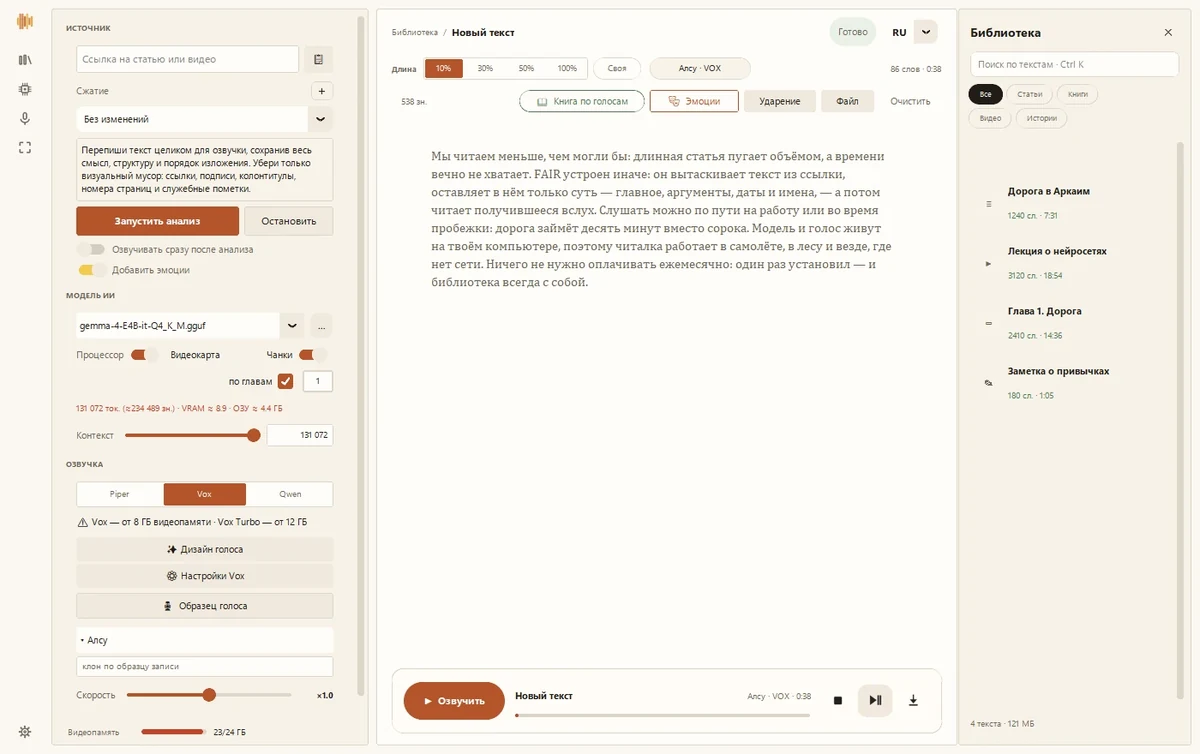 ИСТОЧНИК
Ссылка на статью или видео
Сжатие
+
Без изменений
Перепиши текст целиком для озвучки, сохранив весь
смысл, структуру и порядок изложения. Убери только
визуальный мусор: ссылки, подписи, колонтитулы,
номера страниц и служебные пометки.
Запустить анализ
Остановить
Озвучивать сразу после анализа
Добавить эмоции
МОДЕЛЬ ИИ
gemma-4-E4B-it-Q4_K_M.gguf
...
Процессор
Видеокарта
Чанки
по главам
1
131 072 ток. (≈234 489 зн.) · VRAM ≈ 8.9 · ОЗУ ≈ 4.4 ГБ
Контекст
131 072
ОЗВУЧКА
Piper
Vox
Qwen
Vox — от 8 ГБ видеопамяти · Vox Turbo — от 12 ГБ
Дизайн голоса
Настройки Vox
Образец голоса
Алсу
клон по образцу записи
Скорость
×1.0
Видеопамять
23/24 ГБ
Библиотека / Новый текст
Готово
RU
Длина
10%
30%
50%
100%
Своя
Алсу · VOX
86 слов · 0:38
538 зн.
Книга по голосам
Эмоции
Ударение
Файл
Очистить
Мы читаем меньше, чем могли бы: длинная статья пугает объёмом, а времени
вечно не хватает. FAIR устроен иначе: он вытаскивает текст из ссылки,
оставляет в нём только суть — главное, аргументы, даты и имена, — а потом
читает получившееся вслух. Слушать можно по пути на работу или во время
пробежки: дорога займёт десять минут вместо сорока. Модель и голос живут
на твоём компьютере, поэтому читалка работает в самолёте, в лесу и везде, где
нет сети. Ничего не нужно оплачивать ежемесячно: один раз установил — и
библиотека всегда с собой.
Озвучить
Новый текст
Алсу · VOX · 0:38
Библиотека
Поиск по текстам · Ctrl K
Все
Статьи
Книги
Видео
Истории
Дорога в Аркаим
1240 сл. · 7:31
Лекция о нейросетях
3120 сл. · 18:54
Глава 1. Дорога
2410 сл. · 14:36
Заметка о привычках
180 сл. · 1:05
4 текста · 121 МБ